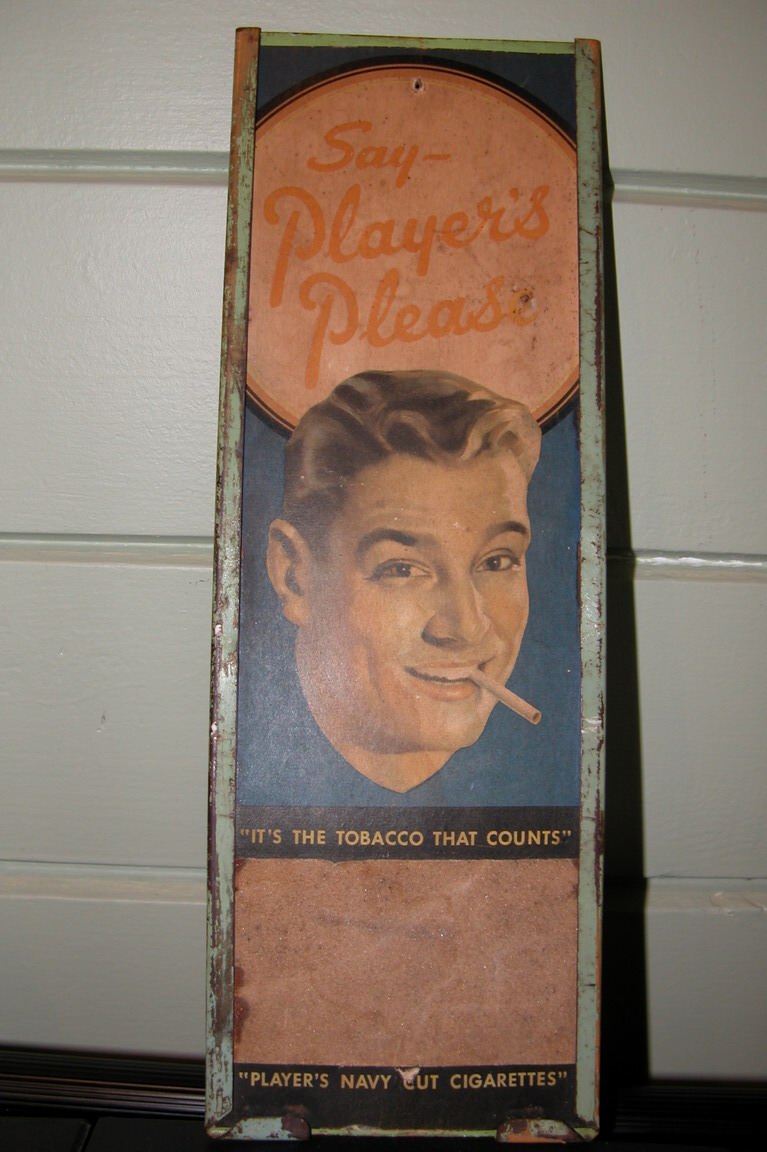 Say-
Player's
Please
"IT'S THE TOBACCO THAT COUNTS"
"PLAYER'S NAVY CUT CIGARETTES"